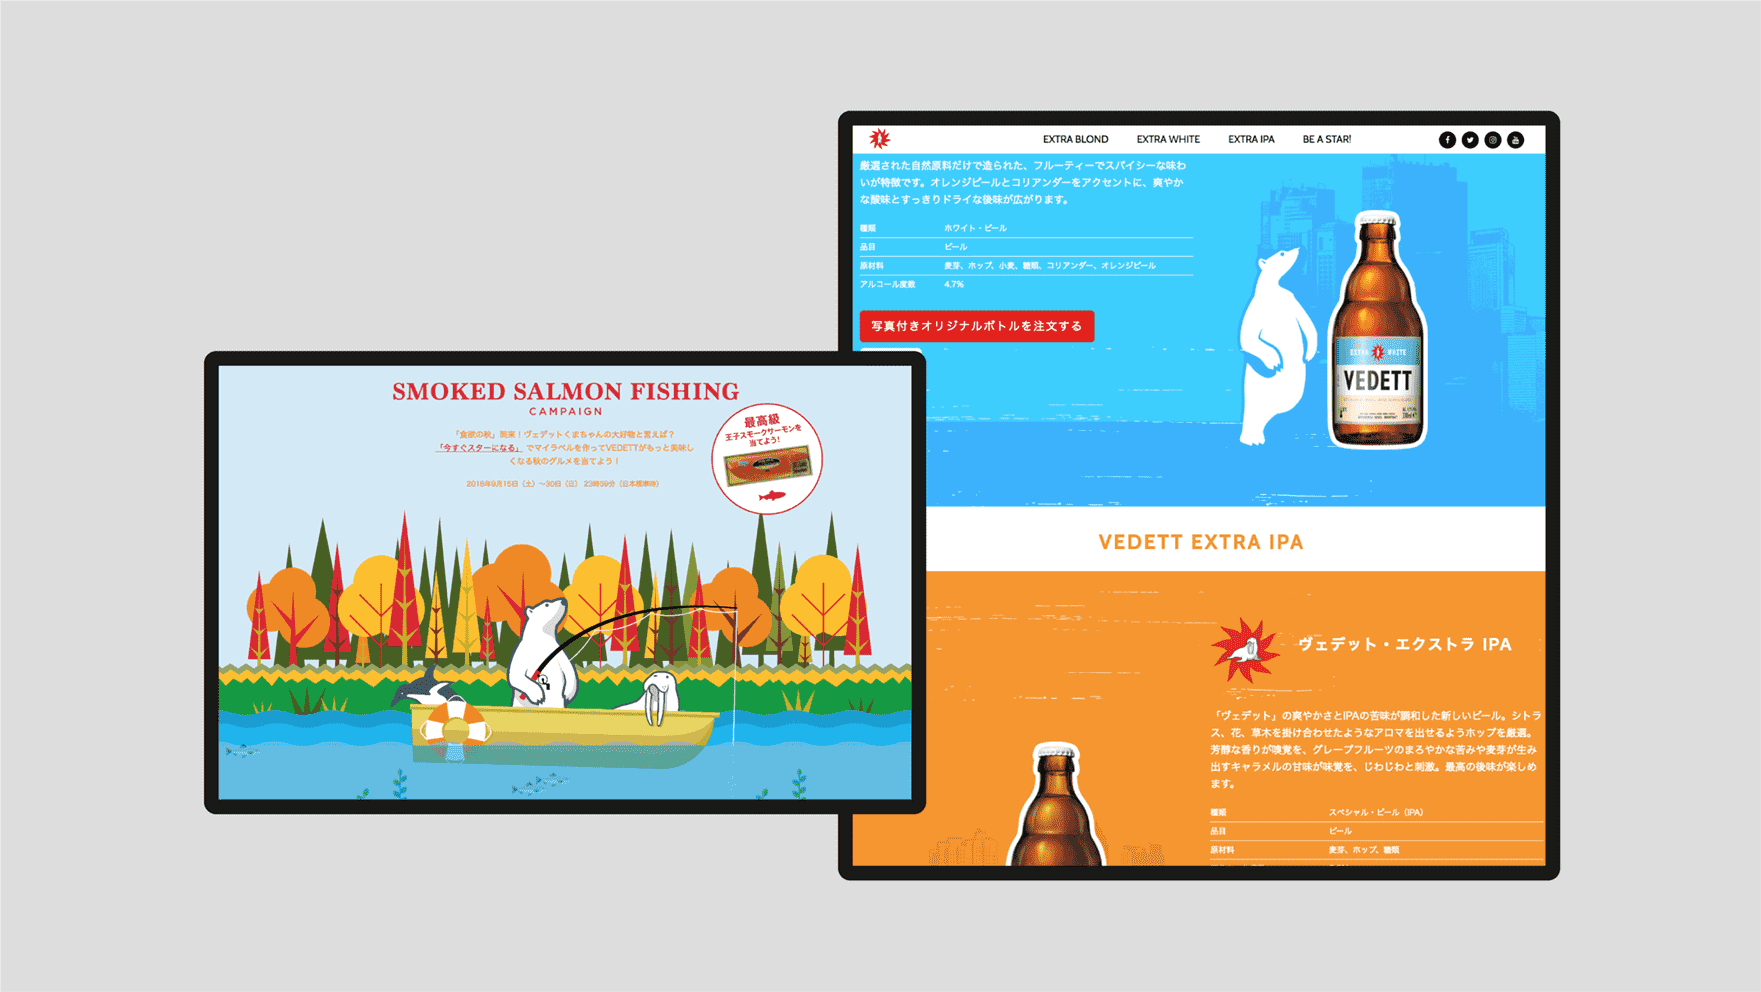 SMOKED SALMON FISHING
CAMPAIGN
「食欲の秋」到来！ヴェデットくまちゃんの大好物と言えば？
「今すぐスターになる」 でマイラベルを作ってVEDETTがもっと美味し
くなる秋のグルメを当てよう！
2018年9月15日（土）〜30日（日） 23時59分（日本標準時）
最高級
王子スモークサーモンを
当てよう！
EXTRA BLOND
EXTRA WHITE
EXTRA IPA
BE A STAR!
厳選された自然原料だけで造られた、フルーティーでスパイシーな味わ
いが特徴です。オレンジピールとコリアンダーをアクセントに、爽やか
な酸味とすっきりドライな後味が広がります。
種類 ホワイト・ビール
品目 ビール
原材料 麦芽、ホップ、小麦、糖類、コリアンダー、オレンジピール
アルコール度数 4.7%
写真付きオリジナルボトルを注文する
EXTRA WHITE
VEDETT
VEDETT EXTRA IPA
ヴェデット・エクストラ IPA
「ヴェデット」の爽やかさとIPAの苦味が調和した新しいビール。シトラ
ス、花、草木を掛け合わせたようなアロマを出せるようホップを厳選。
芳醇な香りが嗅覚を、グレープフルーツのまろやかな苦みや麦芽が生み
出すキャラメルの甘味が味覚を、じわじわと刺激。最高の後味が楽しめ
ます。
種類 スペシャル・ビール（IPA）
品目 ビール
原材料 麦芽、ホップ、糖類